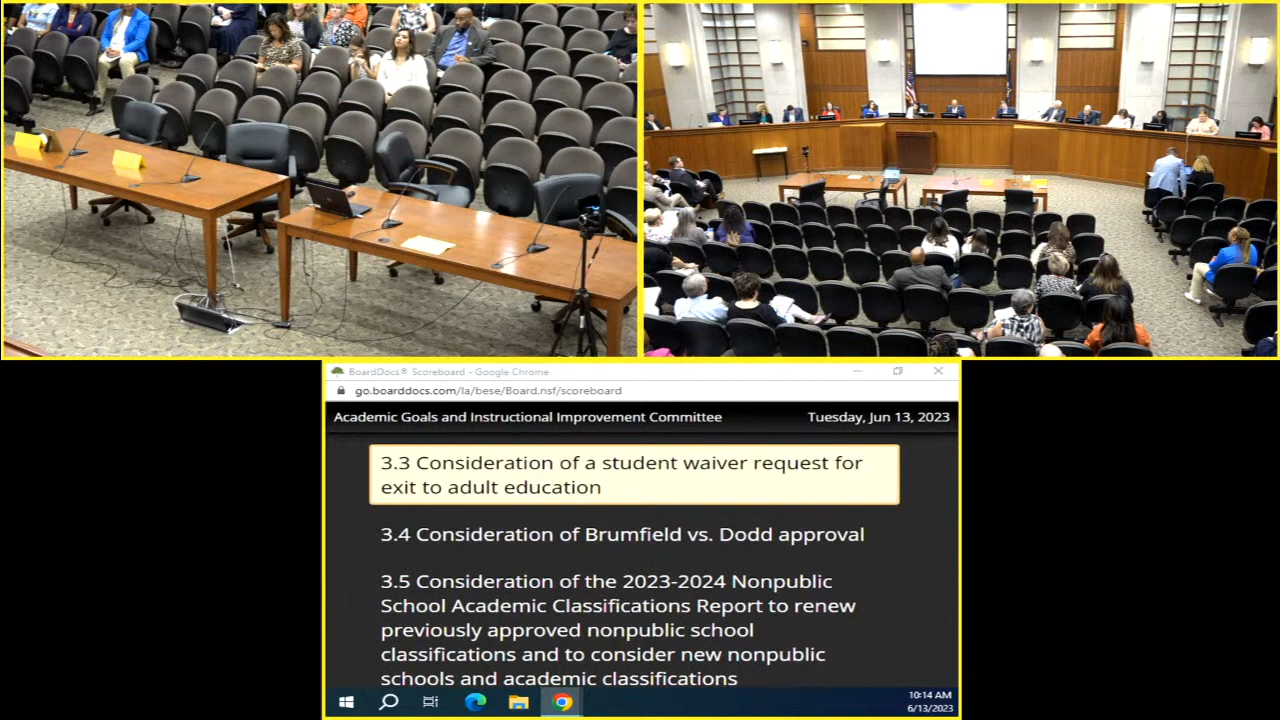 BoardDocs® Scoreboard - Google Chrome
go.boarddocs.com/la/bese/Board.nsf/scoreboard
Academic Goals and Instructional Improvement Committee
Tuesday, Jun 13, 2023
3.3 Consideration of a student waiver request for
exit to adult education
3.4 Consideration of Brumfield vs. Dodd approval
3.5 Consideration of the 2023-2024 Nonpublic
School Academic Classifications Report to renew
previously approved nonpublic school
classifications and to consider new nonpublic
schools and academic classifications
10:14 AM
6/13/2023